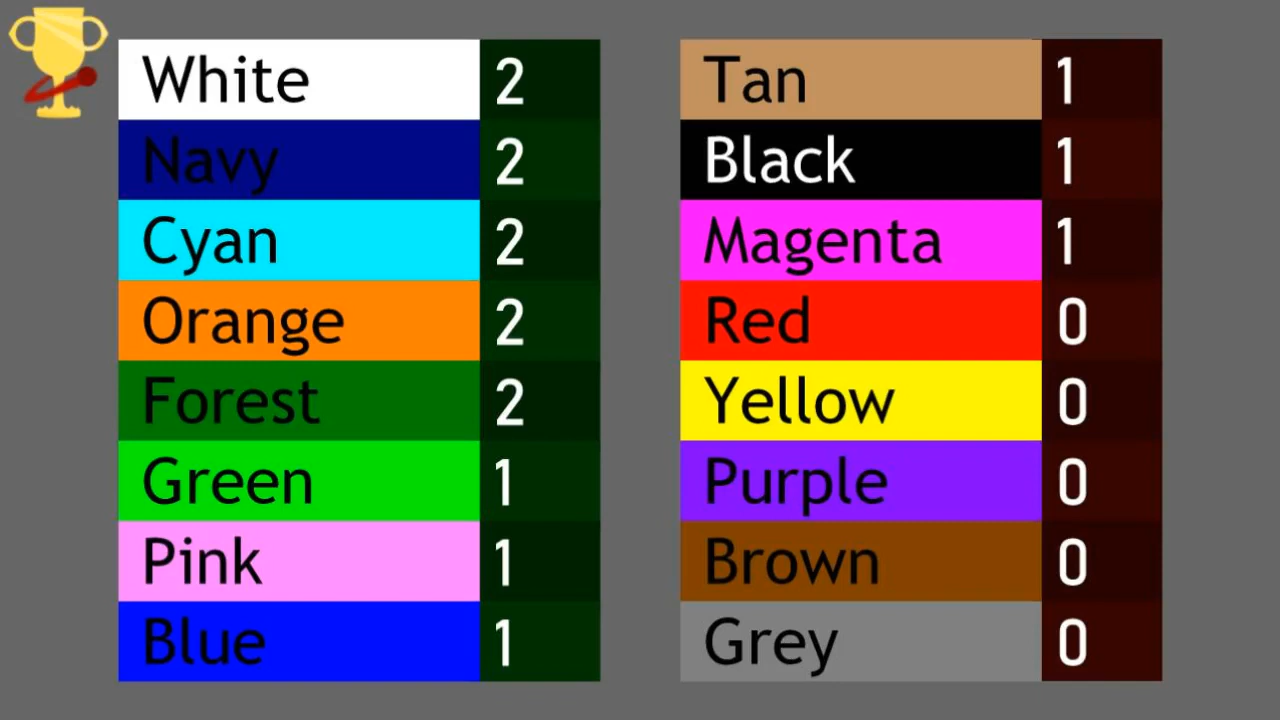 White 2
Navy 2
Cyan 2
Orange 2
Forest 2
Green 1
Pink 1
Blue 1
Tan 1
Black 1
Magenta 1
Red 0
Yellow 0
Purple 0
Brown 0
Grey 0